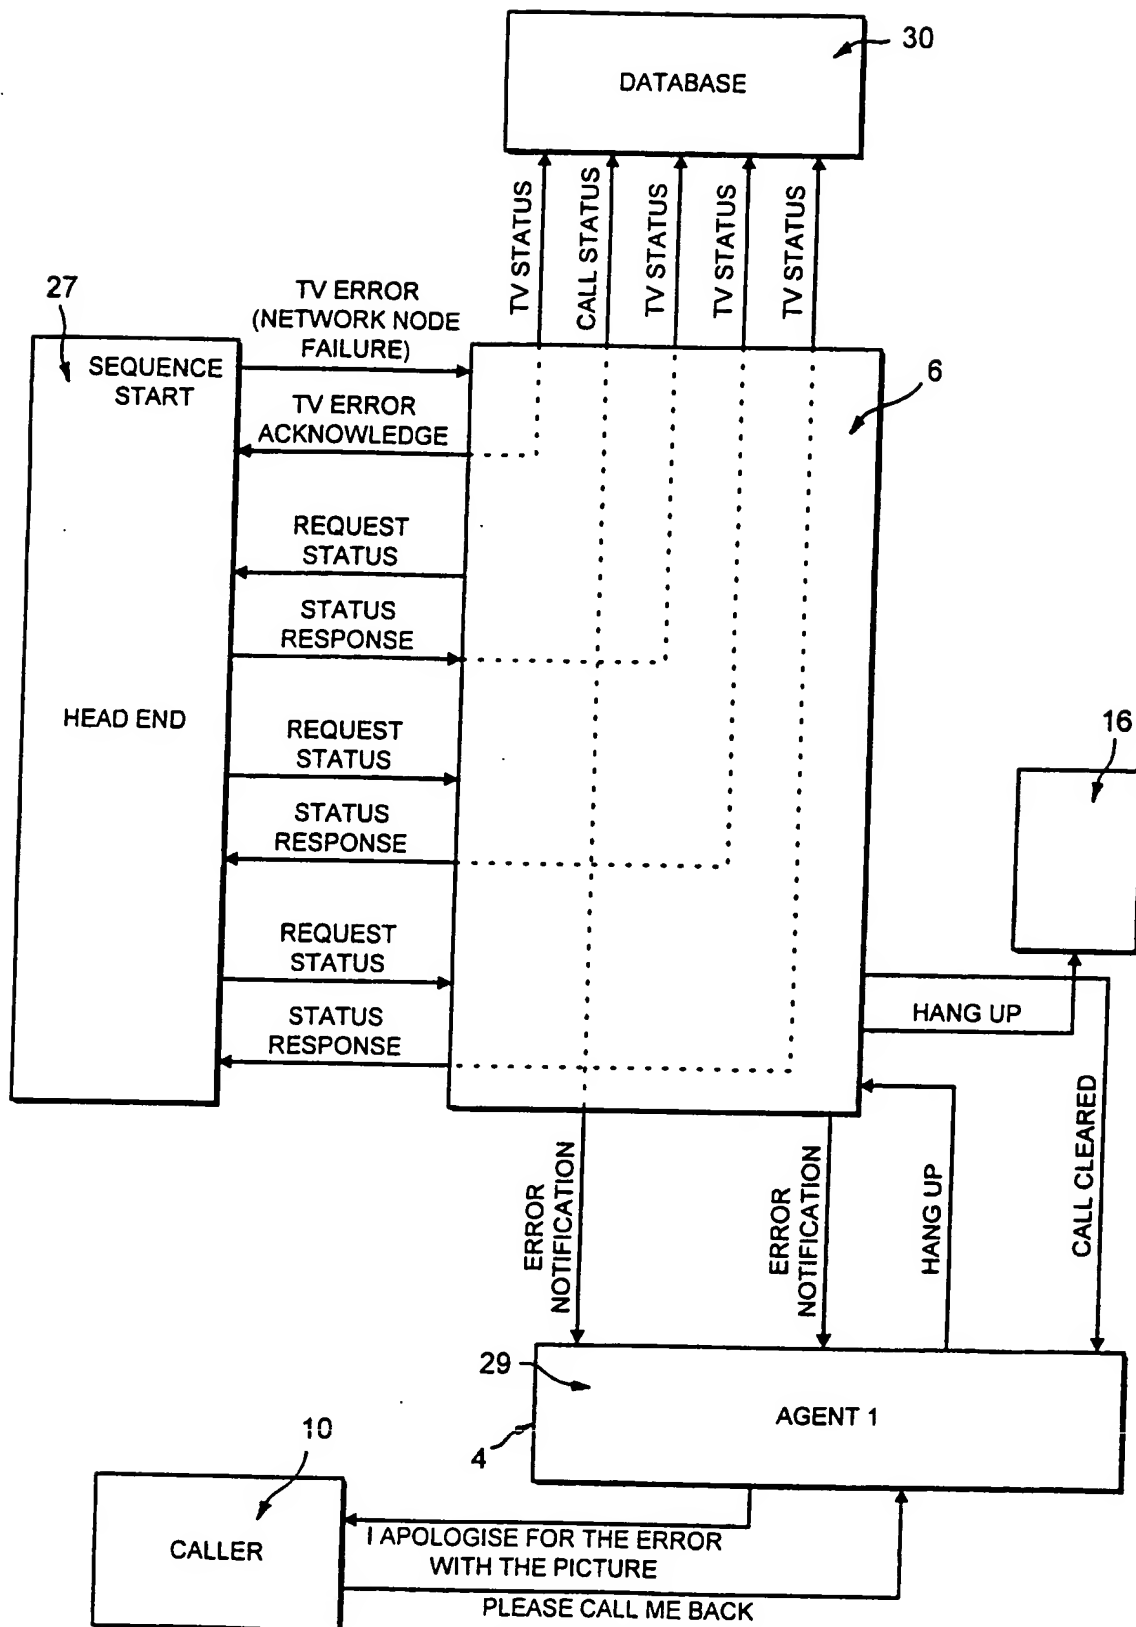 30
DATABASE
TV STATUS
CALL STATUS
TV STATUS
TV STATUS
TV STATUS
27
SEQUENCE
START
TV ERROR
(NETWORK NODE
FAILURE)
6
TV ERROR
ACKNOWLEDGE
REQUEST
STATUS
STATUS
RESPONSE
HEAD END
REQUEST
STATUS
16
STATUS
RESPONSE
REQUEST
STATUS
STATUS
RESPONSE
HANG UP
ERROR
NOTIFICATION
ERROR
NOTIFICATION
HANG UP
CALL CLEARED
29
AGENT 1
4
10
CALLER
I APOLOGISE FOR THE ERROR
WITH THE PICTURE
PLEASE CALL ME BACK